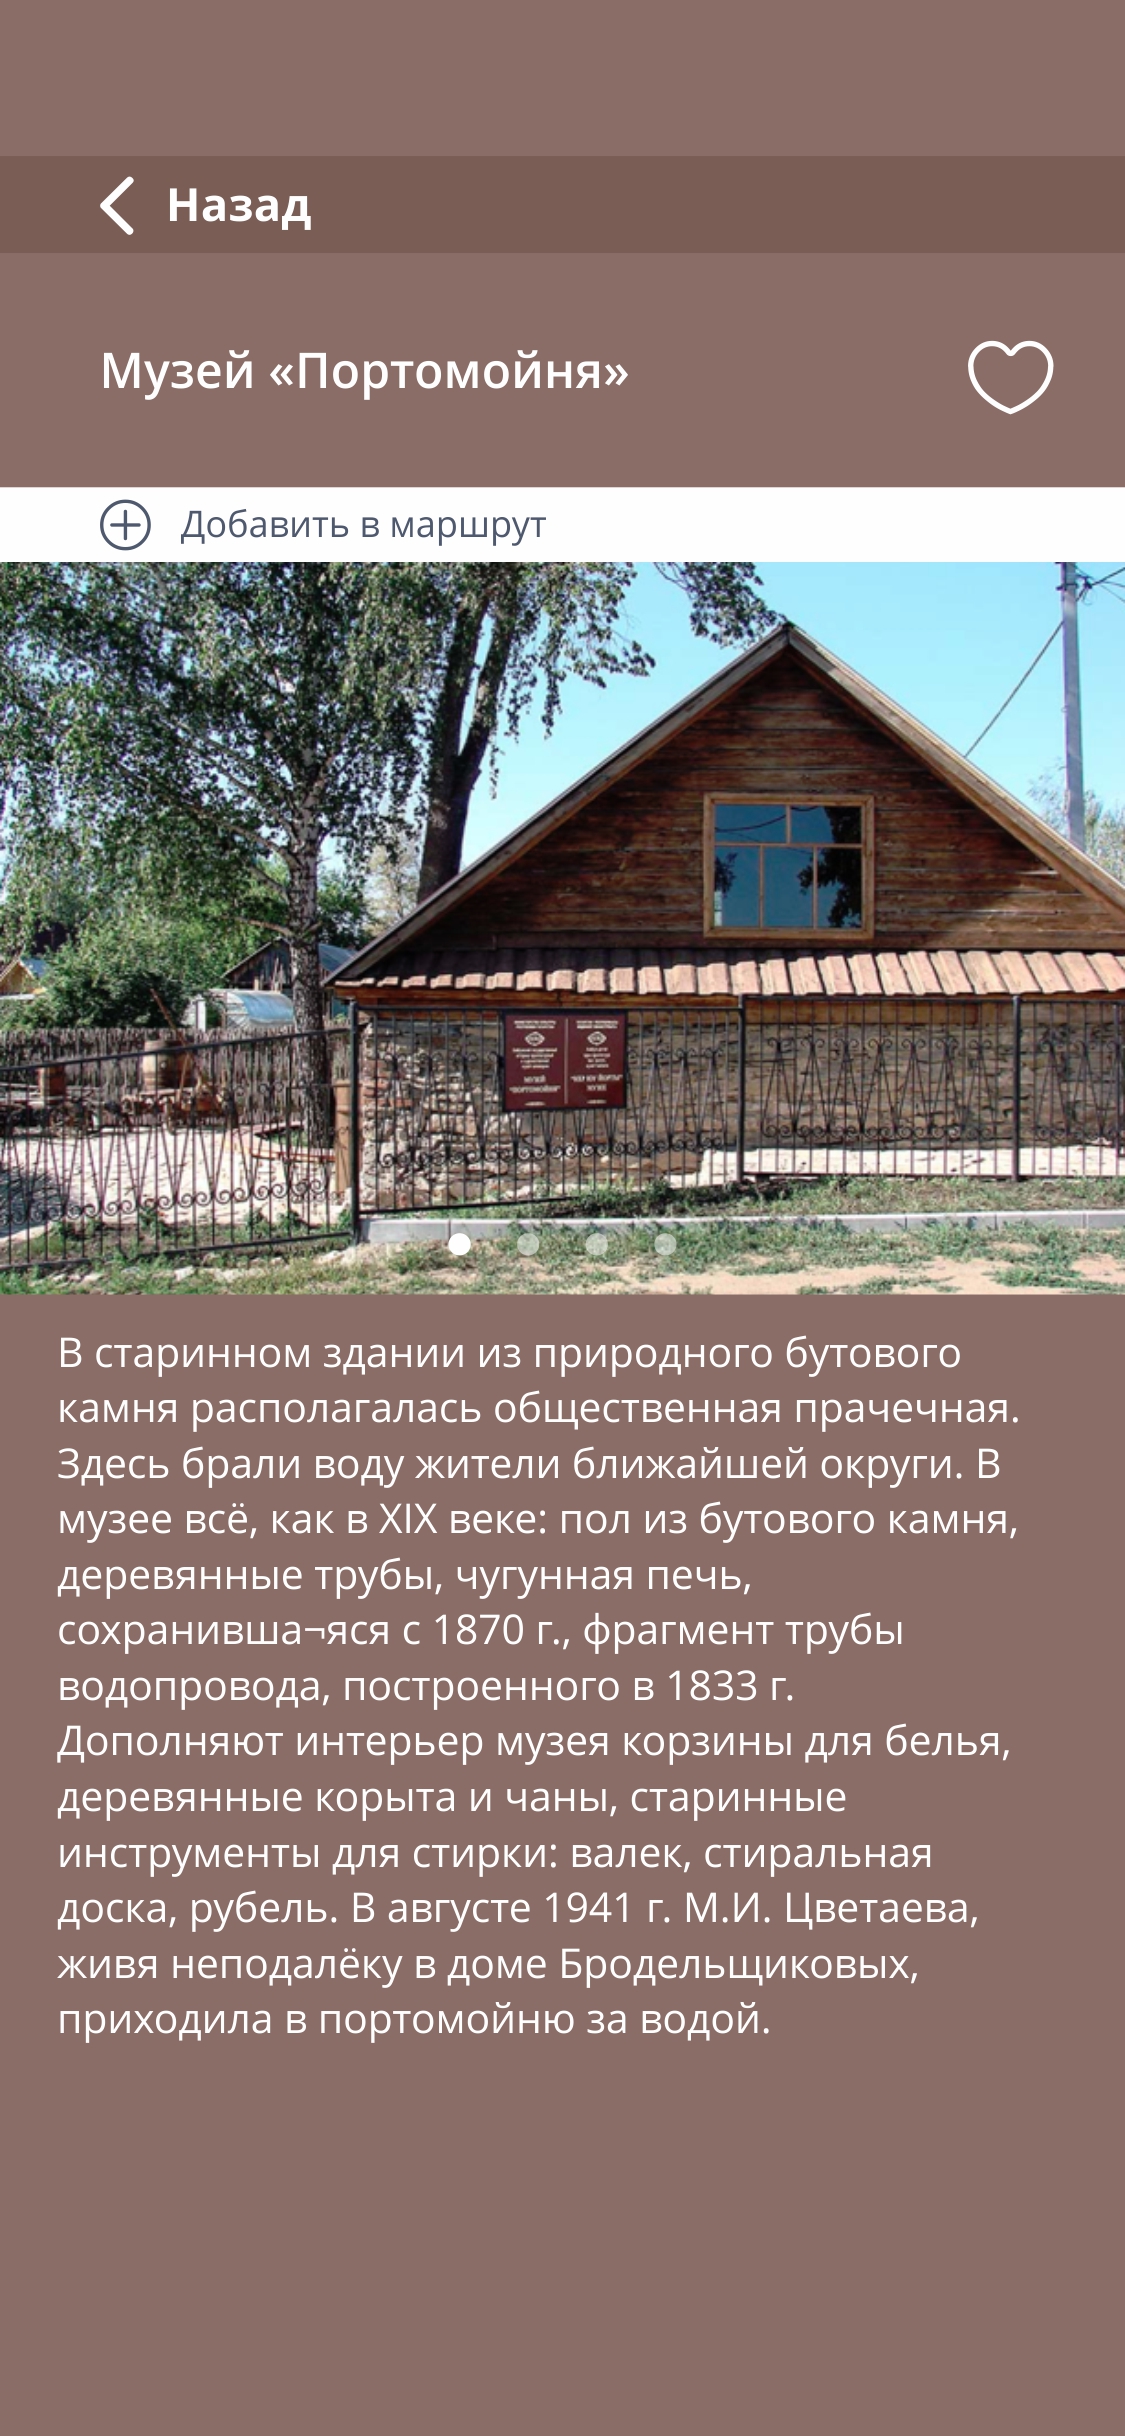 Назад
Музей «Портомойня»
Добавить в маршрут
МУЗЕЙ
"ПОРТОМОЙНЯ"
В старинном здании из природного бутового
камня располагалась общественная прачечная.
Здесь брали воду жители ближайшей округи. В
музее всё, как в XIX веке: пол из бутового камня,
деревянные трубы, чугунная печь,
сохранивша¬яся с 1870 г., фрагмент трубы
водопровода, построенного в 1833 г.
Дополняют интерьер музея корзины для белья,
деревянные корыта и чаны, старинные
инструменты для стирки: валек, стиральная
доска, рубель. В августе 1941 г. М.И. Цветаева,
живя неподалёку в доме Бродельщиковых,
приходила в портомойню за водой.